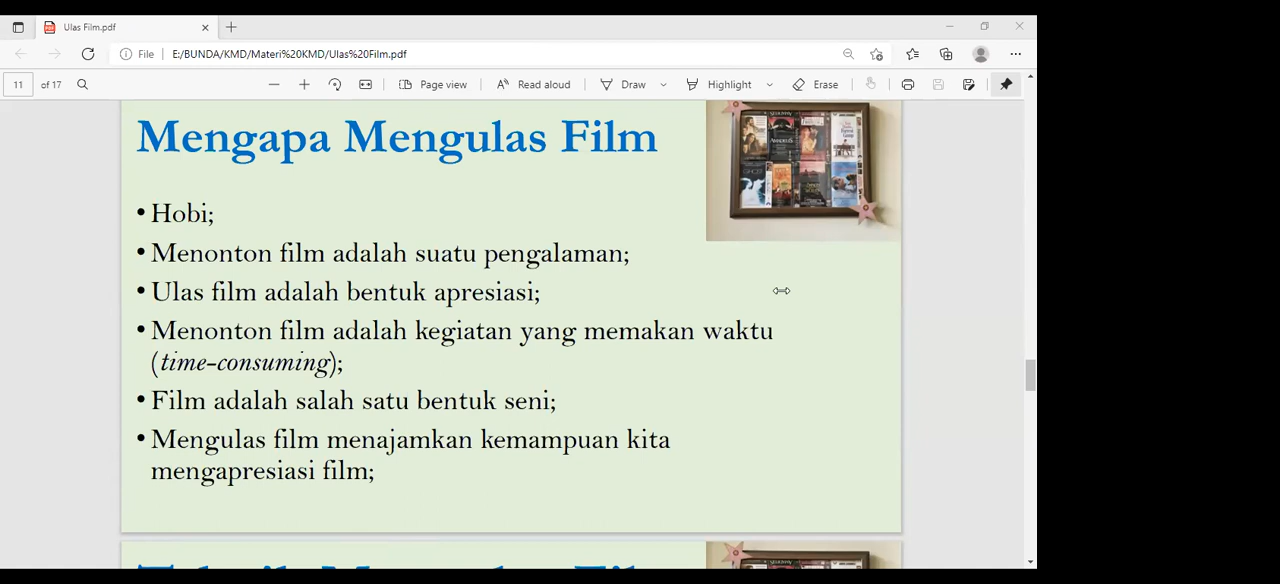 Ulas Film.pdf
File E:/BUNDA/KMD/Materi%20KMD/Ulas%20Film.pdf
11 of 17 Page view Read aloud Draw Highlight Erase
Mengapa Mengulas Film
• Hobi;
• Menonton film adalah suatu pengalaman;
• Ulas film adalah bentuk apresiasi;
• Menonton film adalah kegiatan yang memakan waktu
(time-consuming);
• Film adalah salah satu bentuk seni;
• Mengulas film menajamkan kemampuan kita
mengapresiasi film;